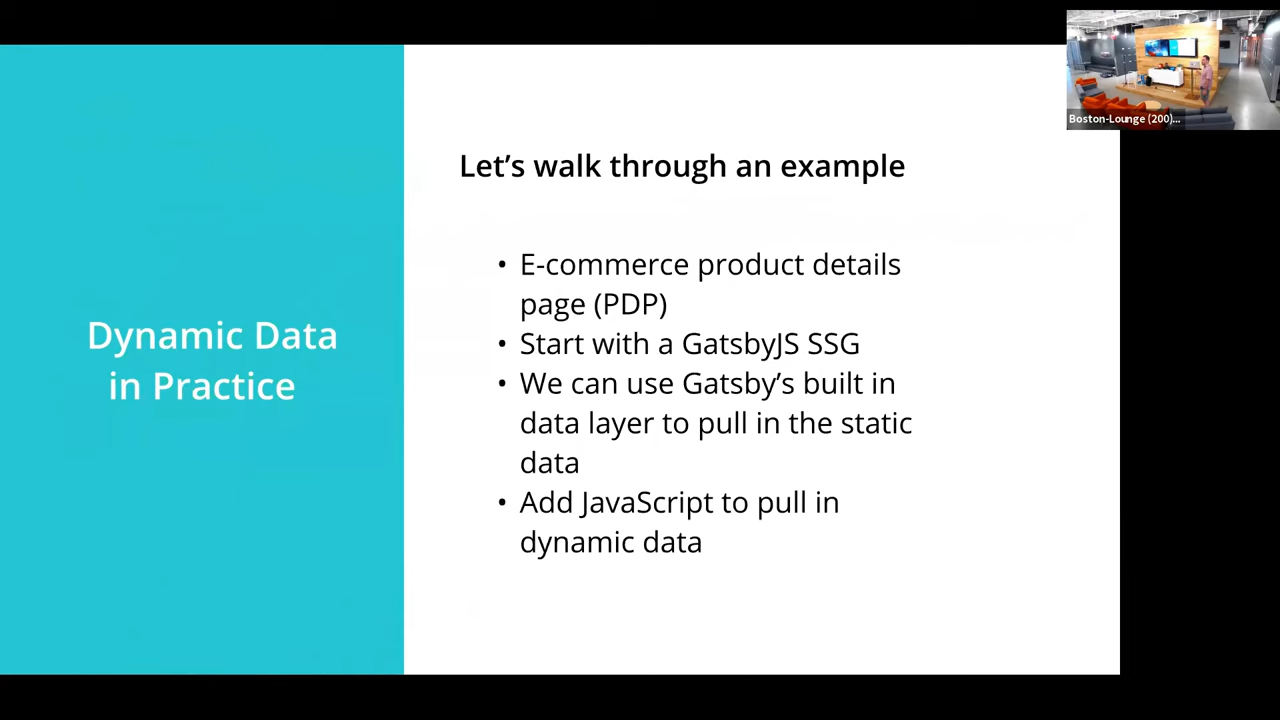 Boston-Lounge (200)...
Let's walk through an example
Dynamic Data
in Practice
• E-commerce product details
page (PDP)
• Start with a GatsbyJS SSG
• We can use Gatsby's built in
data layer to pull in the static
data
• Add JavaScript to pull in
dynamic data